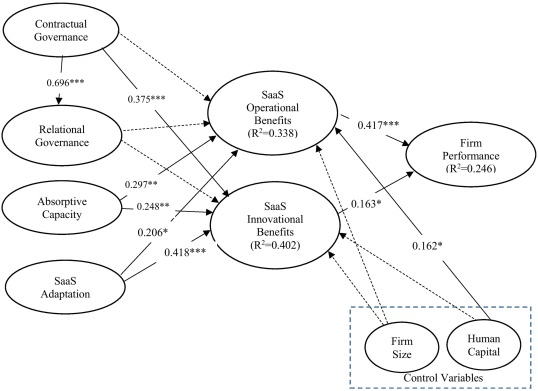 Contractual
Governance
0.696***
0.375***
Relational
Governance
Absorptive
Capacity
0.297**
0.248**
0.206*
0.418***
SaaS
Adaptation
SaaS
Operational
Benefits
(R²=0.338)
SaaS
Innovational
Benefits
(R²=0.402)
0.417***
0.163*
Firm
Performance
(R²=0.246)
0.162*
Firm
Size
Human
Capital
Control Variables